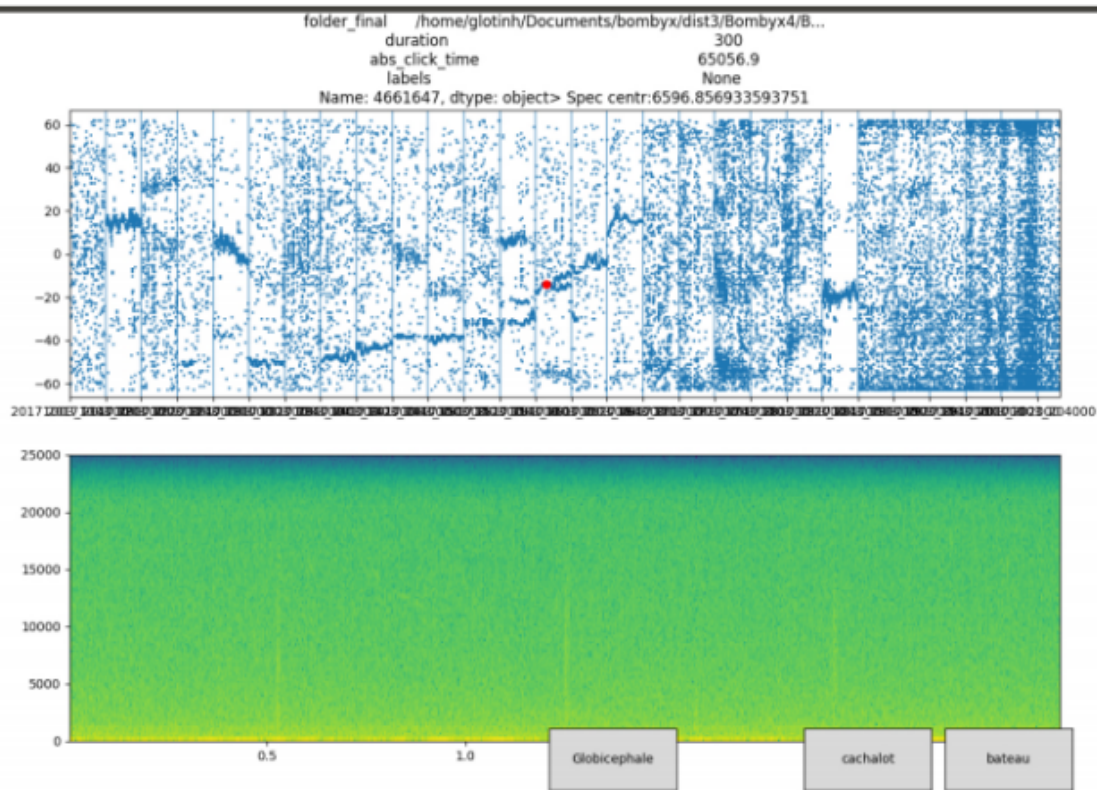 folder_final /home/glotinh/Documents/bombyx/dist3/Bombyx4/B...
duration 300
abs_click_time 65056.9
labels None
Name: 4661647, dtype: object> Spec centr:6596.856933593751
60
40
20
0
−20
−40
−60
25000
20000
15000
10000
5000
0
0.5 1.0
Globicephale cachalot bateau